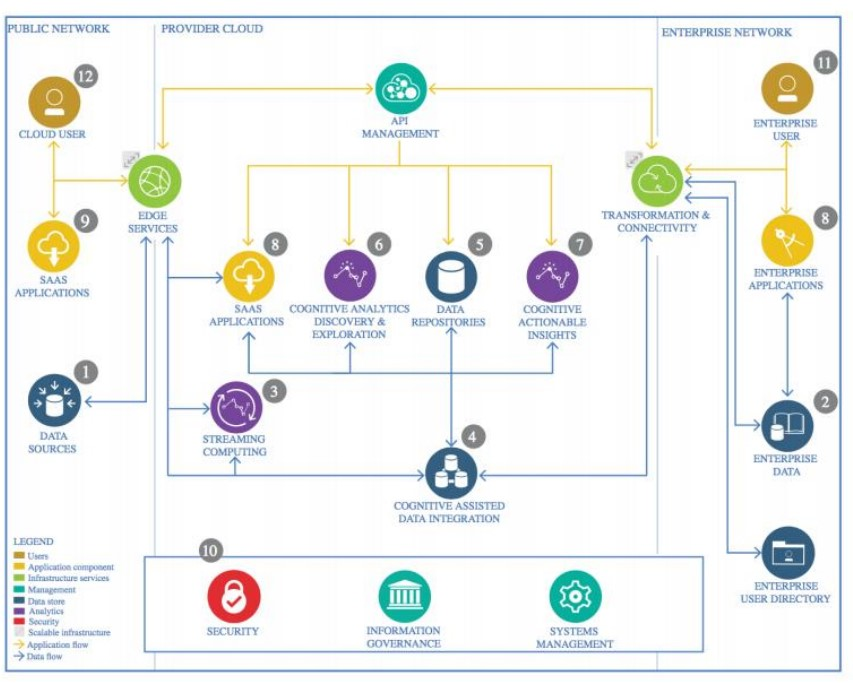 PUBLIC NETWORK
PROVIDER CLOUD
ENTERPRISE NETWORK
12
CLOUD USER
API
MANAGEMENT
11
ENTERPRISE
USER
EDGE
SERVICES
TRANSFORMATION &
CONNECTIVITY
9
SAAS
APPLICATIONS
8
SAAS
APPLICATIONS
6
COGNITIVE ANALYTICS
DISCOVERY &
EXPLORATION
5
DATA
REPOSITORIES
7
COGNITIVE
ACTIONABLE
INSIGHTS
8
ENTERPRISE
APPLICATIONS
1
DATA
SOURCES
3
STREAMING
COMPUTING
4
COGNITIVE ASSISTED
DATA INTEGRATION
2
ENTERPRISE
DATA
ENTERPRISE
USER DIRECTORY
LEGEND
Users
Application component
Infrastructure services
Management
Data store
Analytics
Security
Scalable infrastructure
Application flow
Data flow
10
SECURITY
INFORMATION
GOVERNANCE
SYSTEMS
MANAGEMENT